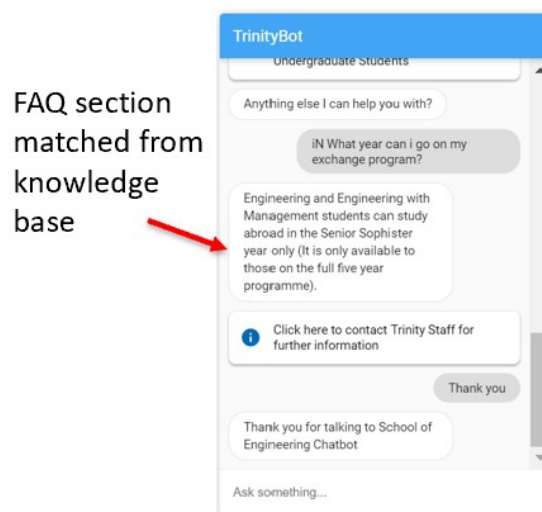 FAQ section
matched from
knowledge
base
TrinityBot
Undergraduate Students
Anything else I can help you with?
iN What year can i go on my
exchange program?
Engineering and Engineering with
Management students can study
abroad in the Senior Sophister
year only (It is only available to
those on the full five year
programme).
Click here to contact Trinity Staff for
further information
Thank you
Thank you for talking to School of
Engineering Chatbot
Ask something...